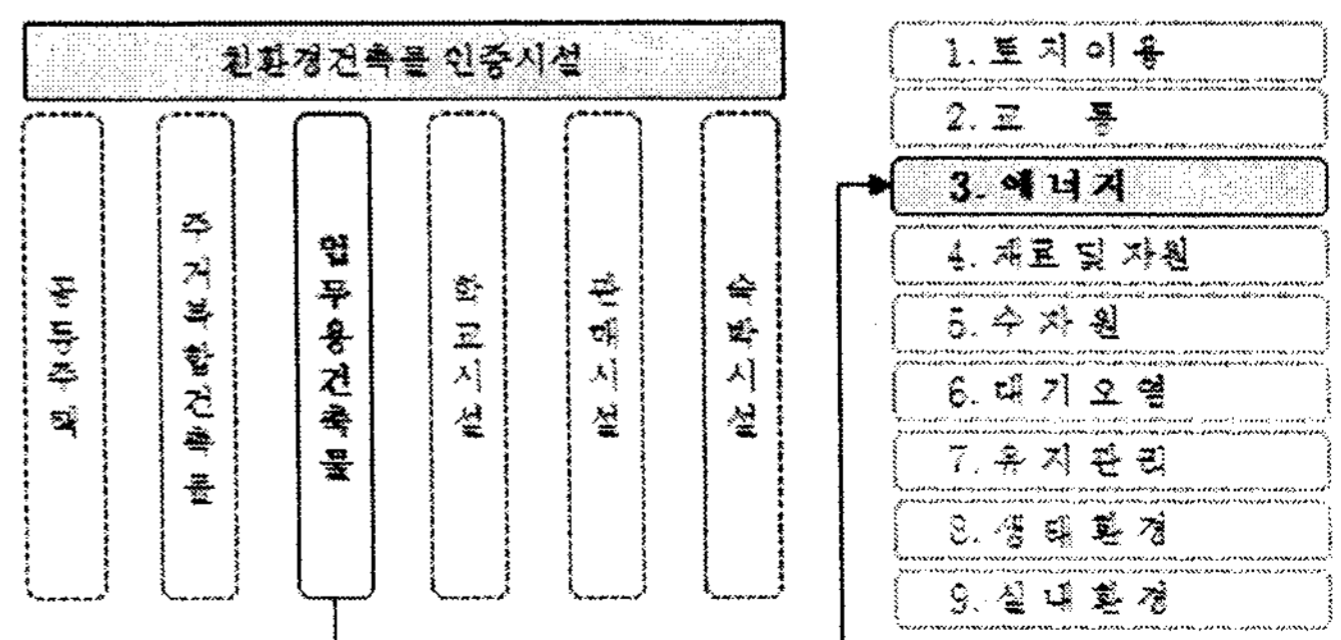 친환경건축물 인증시설
공동주택
주거복합건축물
업무용건축물
학교시설
판매시설
숙박시설
1. 토지이용
2. 교 통
3. 에너지
4. 재료 및 자원
5. 수자원
6. 대기오염
7. 유지관리
8. 생태환경
9. 실내환경